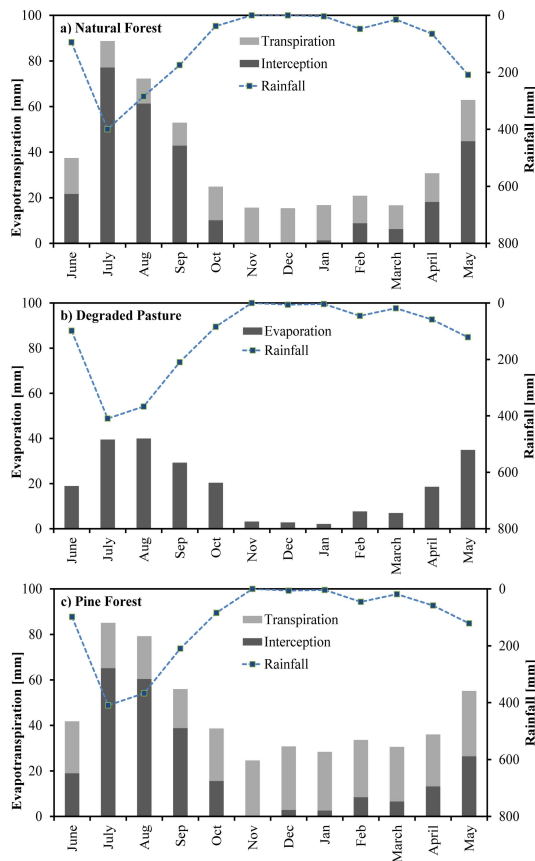 a) Natural Forest
Transpiration
Interception
Rainfall
Evapotranspiration [mm]
100
80
60
40
20
0
Rainfall [mm]
0
200
400
600
800
June
July
Aug
Sep
Oct
Nov
Dec
Jan
Feb
March
April
May
b) Degraded Pasture
Evaporation
Rainfall
Evaporation [mm]
100
80
60
40
20
0
Rainfall [mm]
0
200
400
600
800
June
July
Aug
Sep
Oct
Nov
Dec
Jan
Feb
March
April
May
c) Pine Forest
Transpiration
Interception
Rainfall
Evapotranspiration [mm]
100
80
60
40
20
0
Rainfall [mm]
0
200
400
600
800
June
July
Aug
Sep
Oct
Nov
Dec
Jan
Feb
March
April
May